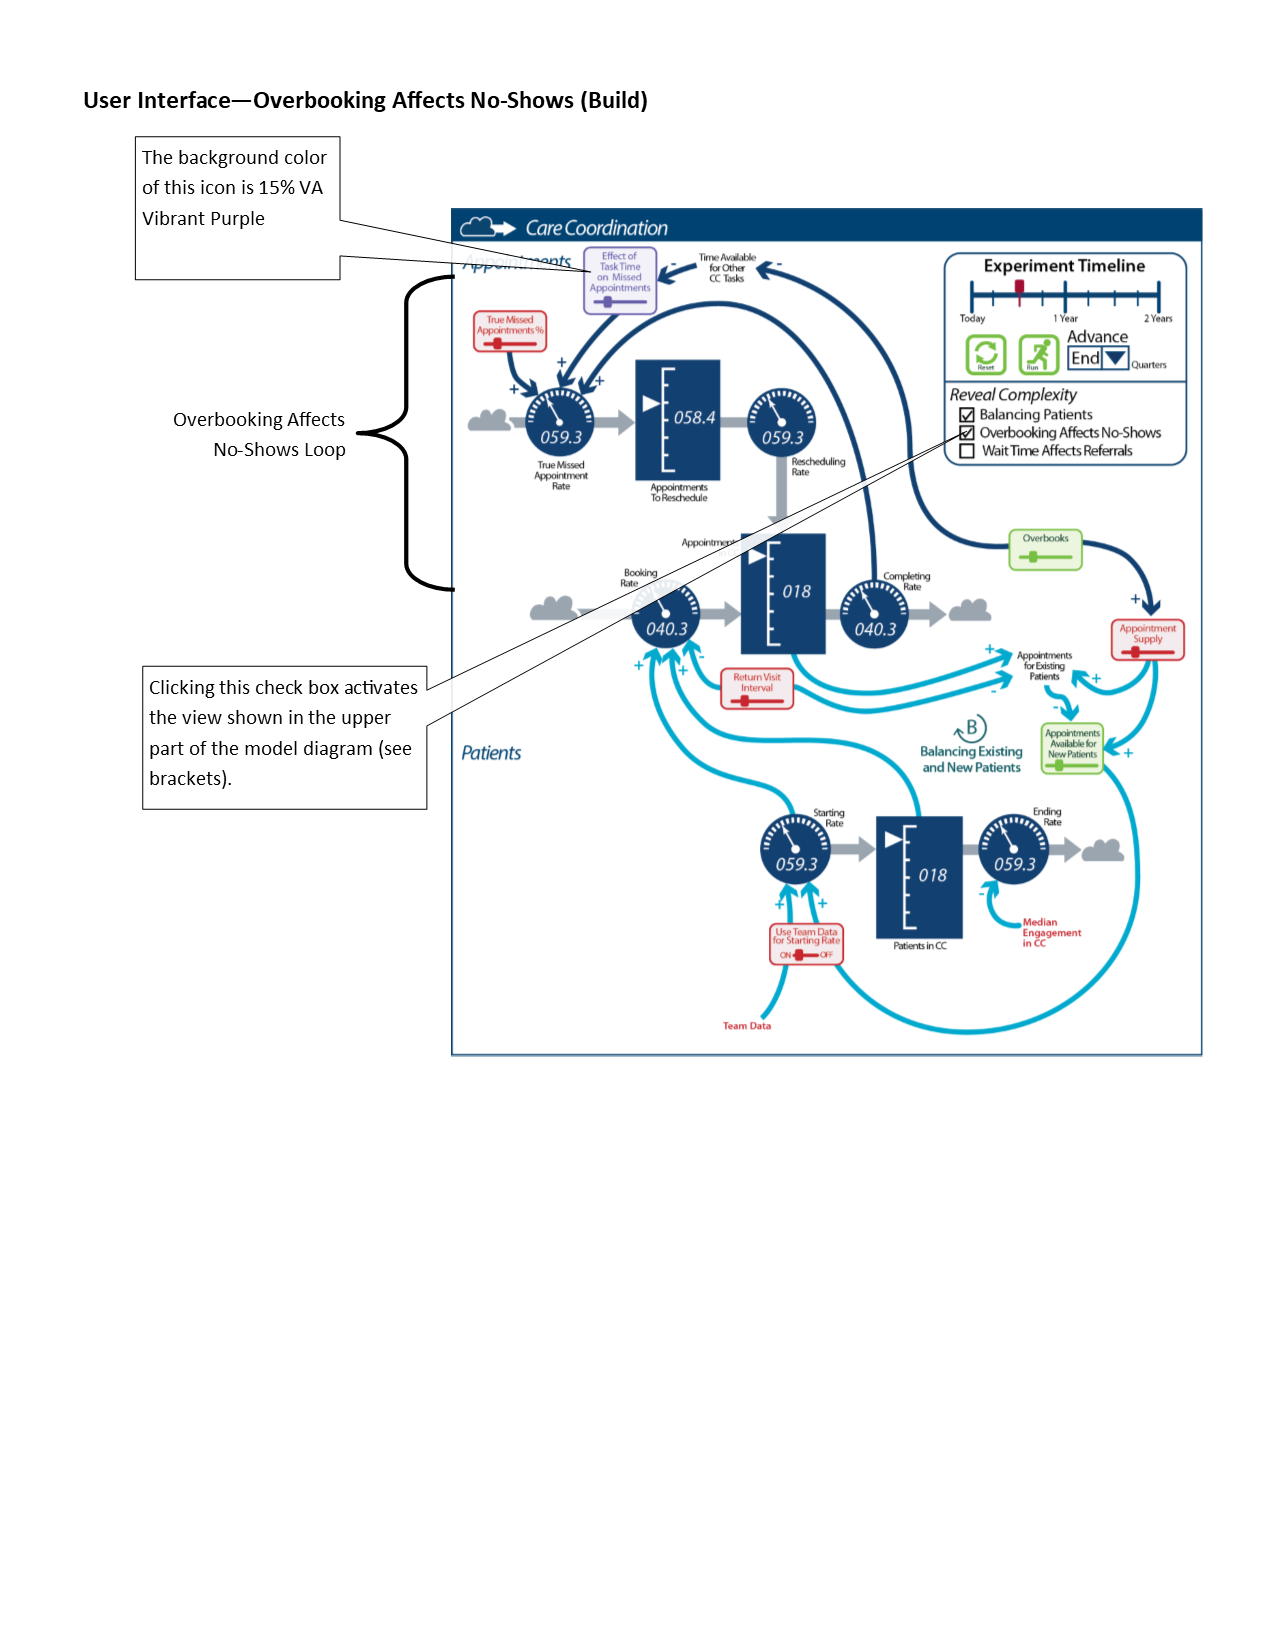 User Interface—Overbooking Affects No-Shows (Build)
The background color
of this icon is 15% VA
Vibrant Purple
Care Coordination
Appointments
Effect of
Task Time
on Missed
Appointments
-
Time Available
for Other
CC Tasks
-
Experiment Timeline
Today
1 Year
2 Years
Reset
Run
Advance
End
Quarters
Reveal Complexity
Balancing Patients
Overbooking Affects No-Shows
Wait Time Affects Referrals
True Missed
Appointments %
+
+
+
Overbooking Affects
No-Shows Loop
059.3
058.4
059.3
True Missed
Appointment
Rate
Appointments
To Reschedule
Rescheduling
Rate
Appointment
Overbooks
Booking
Rate
018
Completing
Rate
040.3
040.3
+
Appointment
Supply
Clicking this check box activates
the view shown in the upper
part of the model diagram (see
brackets).
+
+
-
Return Visit
Interval
+
-
Appointments
for Existing
Patients
+
-
B
Balancing Existing
and New Patients
Appointments
Available for
New Patients
+
Patients
Starting
Rate
059.3
018
Ending
Rate
059.3
+
+
-
Use Team Data
for Starting Rate
ON
OFF
Patients in CC
Median
Engagement
in CC
Team Data